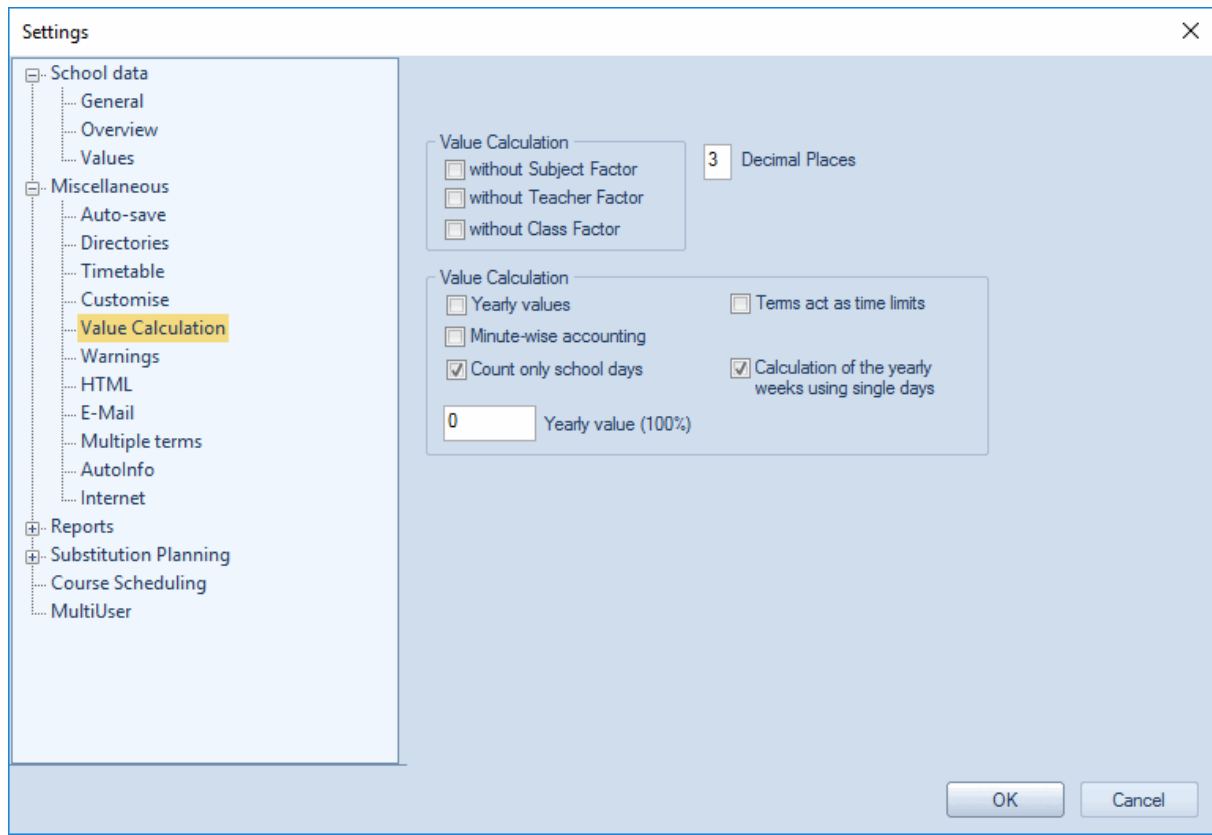 Settings
School data
General
Overview
Values
Miscellaneous
Auto-save
Directories
Timetable
Customise
Value Calculation
Warnings
HTML
E-Mail
Multiple terms
AutoInfo
Internet
Reports
Substitution Planning
Course Scheduling
MultiUser
Value Calculation
without Subject Factor
without Teacher Factor
without Class Factor
3 Decimal Places
Value Calculation
Yearly values
Terms act as time limits
Minute-wise accounting
Count only school days
Calculation of the yearly
weeks using single days
0 Yearly value (100%)
OK
Cancel